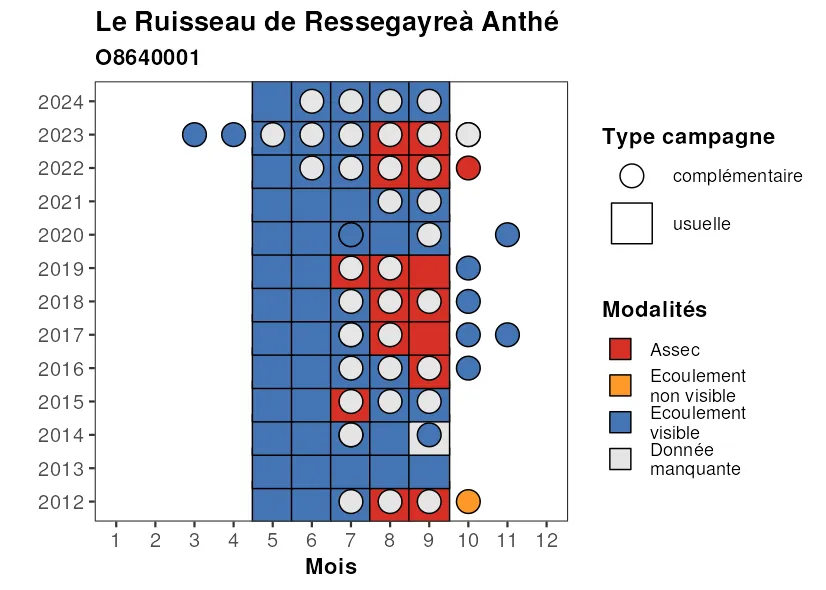 Le Ruisseau de Ressegayreà Anthé
O8640001
2024
2023
2022
2021
2020
2019
2018
2017
2016
2015
2014
2013
2012
1 2 3 4 5 6 7 8 9 10 11 12
Mois
Type campagne
complémentaire
usuelle
Modalités
Assec
Ecoulement
non visible
Ecoulement
visible
Donnée
manquante